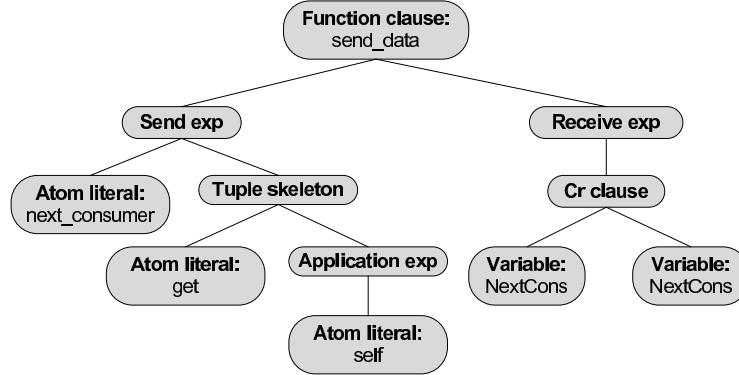 Function clause:
send_data
Send exp
Receive exp
Atom literal:
next_consumer
Tuple skeleton
Cr clause
Atom literal:
get
Application exp
Variable:
NextCons
Variable:
NextCons
Atom literal:
self